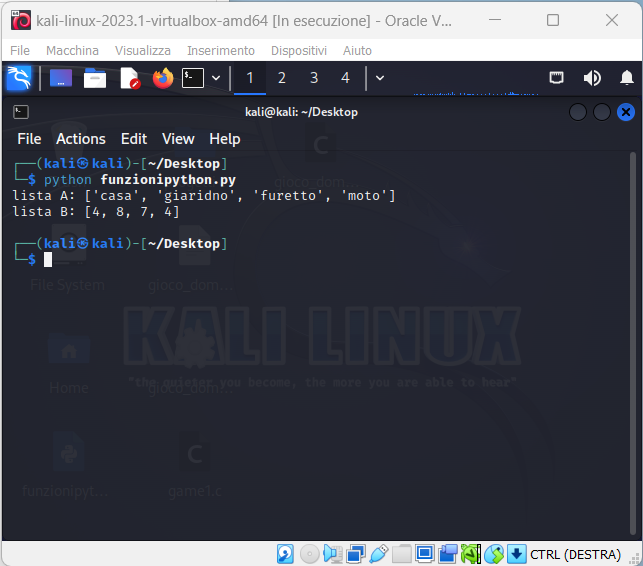 kali-linux-2023.1-virtualbox-amd64 [In esecuzione] - Oracle V...
File Macchina Visualizza Inserimento Dispositivi Aiuto
1 2 3 4
kali@kali: ~/Desktop
File Actions Edit View Help
┌──(kali㉿kali)-[~/Desktop]
└─$ python funzionipython.py
lista A: ['casa', 'giaridno', 'furetto', 'moto']
lista B: [4, 8, 7, 4]
┌──(kali㉿kali)-[~/Desktop]
└─$
C
gioco_dom...
File System gioco_dom...
KALI LINUX
"the quieter you become, the more you are able to hear"
Home gioco_dom...
C
funzionipyt... game1.c
CTRL (DESTRA)